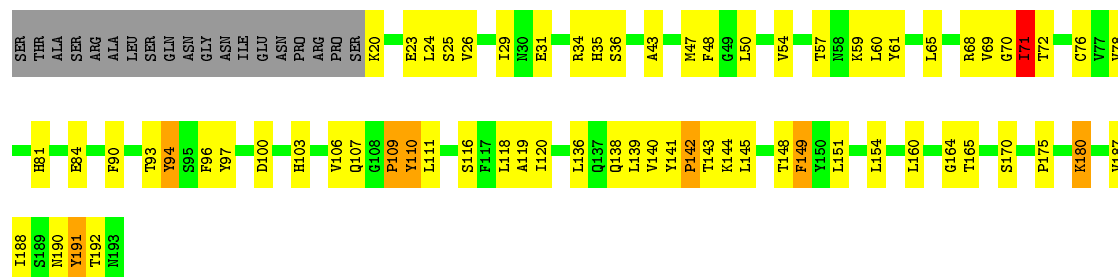 SER THR ALA SER ARG ALA LEU SER GLN ASN GLY ASN ILE GLU ASN PRO ARG PRO SER K20 E23 L24 S25 V26 I29 N30 E31 R34 H35 S36 A43 M47 F48 G49 L50 V54 T57 N58 K59 L60 Y61 L65 R68 V69 G70 I71 T72 C76 V77 V78
H81 E84 F90 T93 Y94 S95 F96 Y97 D100 H103 V106 Q107 G108 P109 Y110 L111 S116 F117 L118 A119 I120 L136 Q137 Q138 L139 V140 Y141 P142 T143 K144 L145 T148 F149 Y150 L151 L154 L160 G164 T165 S170 P175 K180 V187
I188 S189 N190 Y191 T192 N193